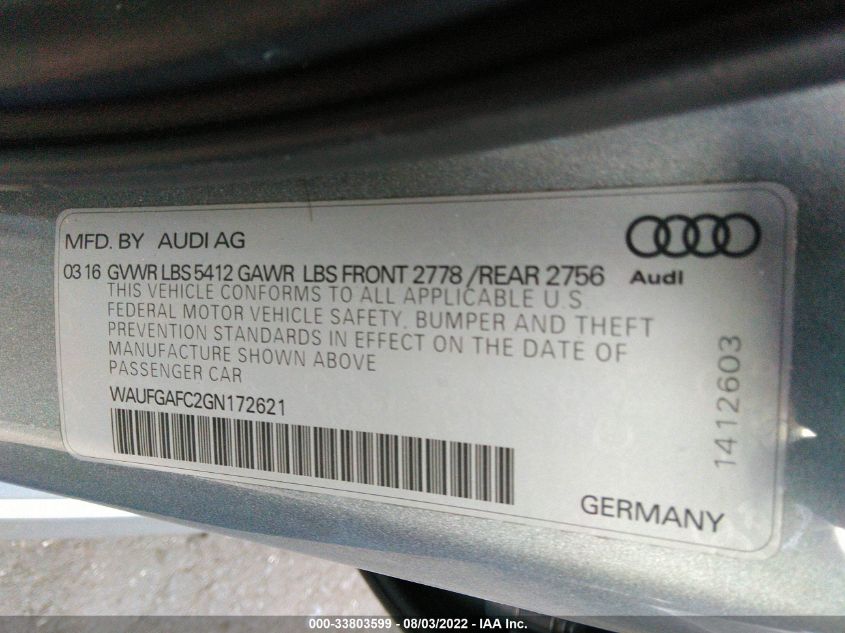 MFD. BY AUDI AG
0316 GVWR LBS 5412 GAWR LBS FRONT 2778 /REAR 2756
Audi
THIS VEHICLE CONFORMS TO ALL APPLICABLE U.S
FEDERAL MOTOR VEHICLE SAFETY. BUMPER AND THEFT
PREVENTION STANDARDS IN EFFECT ON THE DATE OF
MANUFACTURE SHOWN ABOVE
PASSENGER CAR
WAUFGAFC2GN172621
1412603
GERMANY
000-33803599 - 08/03/2022 - IAA Inc.